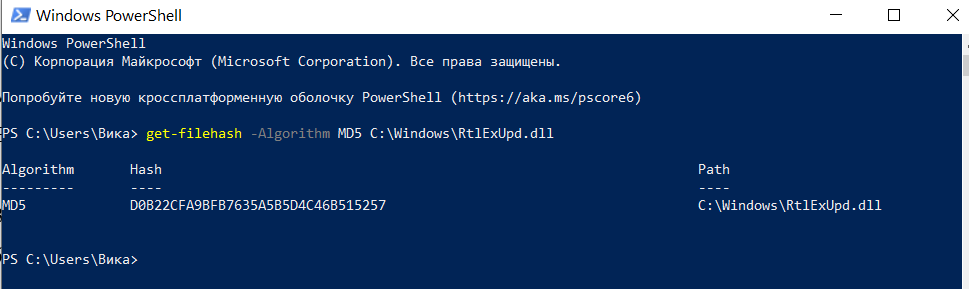 Windows PowerShell
Windows PowerShell
(C) Корпорация Майкрософт (Microsoft Corporation). Все права защищены.
Попробуйте новую кроссплатформенную оболочку PowerShell (https://aka.ms/pscore6)
PS C:\Users\Вика> get-filehash -Algorithm MD5 C:\Windows\RtlExUpd.dll
Algorithm Hash Path
--------- ---- ----
MD5 D0B22CFA9BFB7635A5B5D4C46B515257 C:\Windows\RtlExUpd.dll
PS C:\Users\Вика>